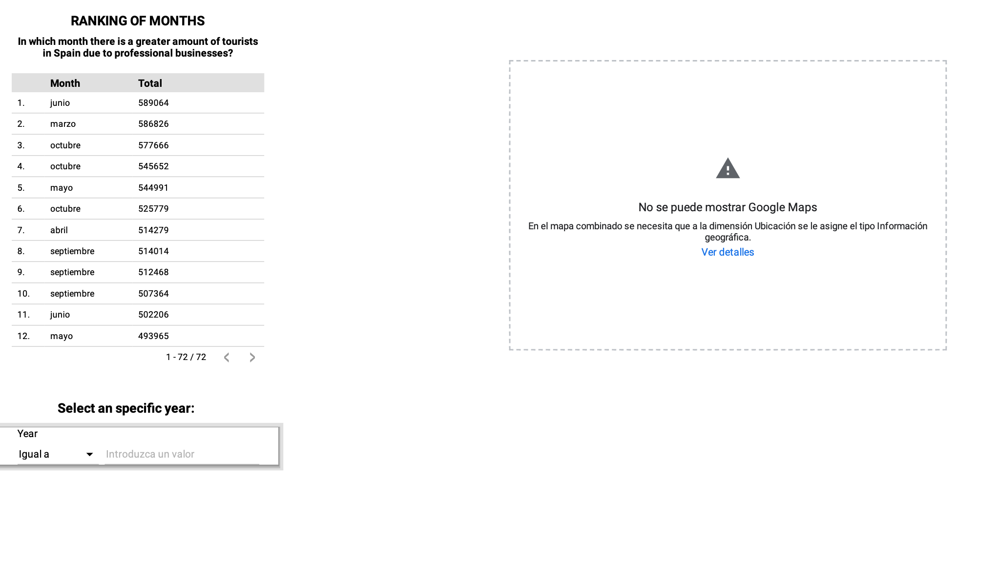 RANKING OF MONTHS
In which month there is a greater amount of tourists
in Spain due to professional businesses?
Month Total
1. junio 589064
2. marzo 586826
3. octubre 577666
4. octubre 545652
5. mayo 544991
6. octubre 525779
7. abril 514279
8. septiembre 514014
9. septiembre 512468
10. septiembre 507364
11. junio 502206
12. mayo 493965
1 - 72 / 72
Select an specific year:
Year
Igual a Introduzca un valor
No se puede mostrar Google Maps
En el mapa combinado se necesita que a la dimensión Ubicación se le asigne el tipo Información
geográfica.
Ver detalles